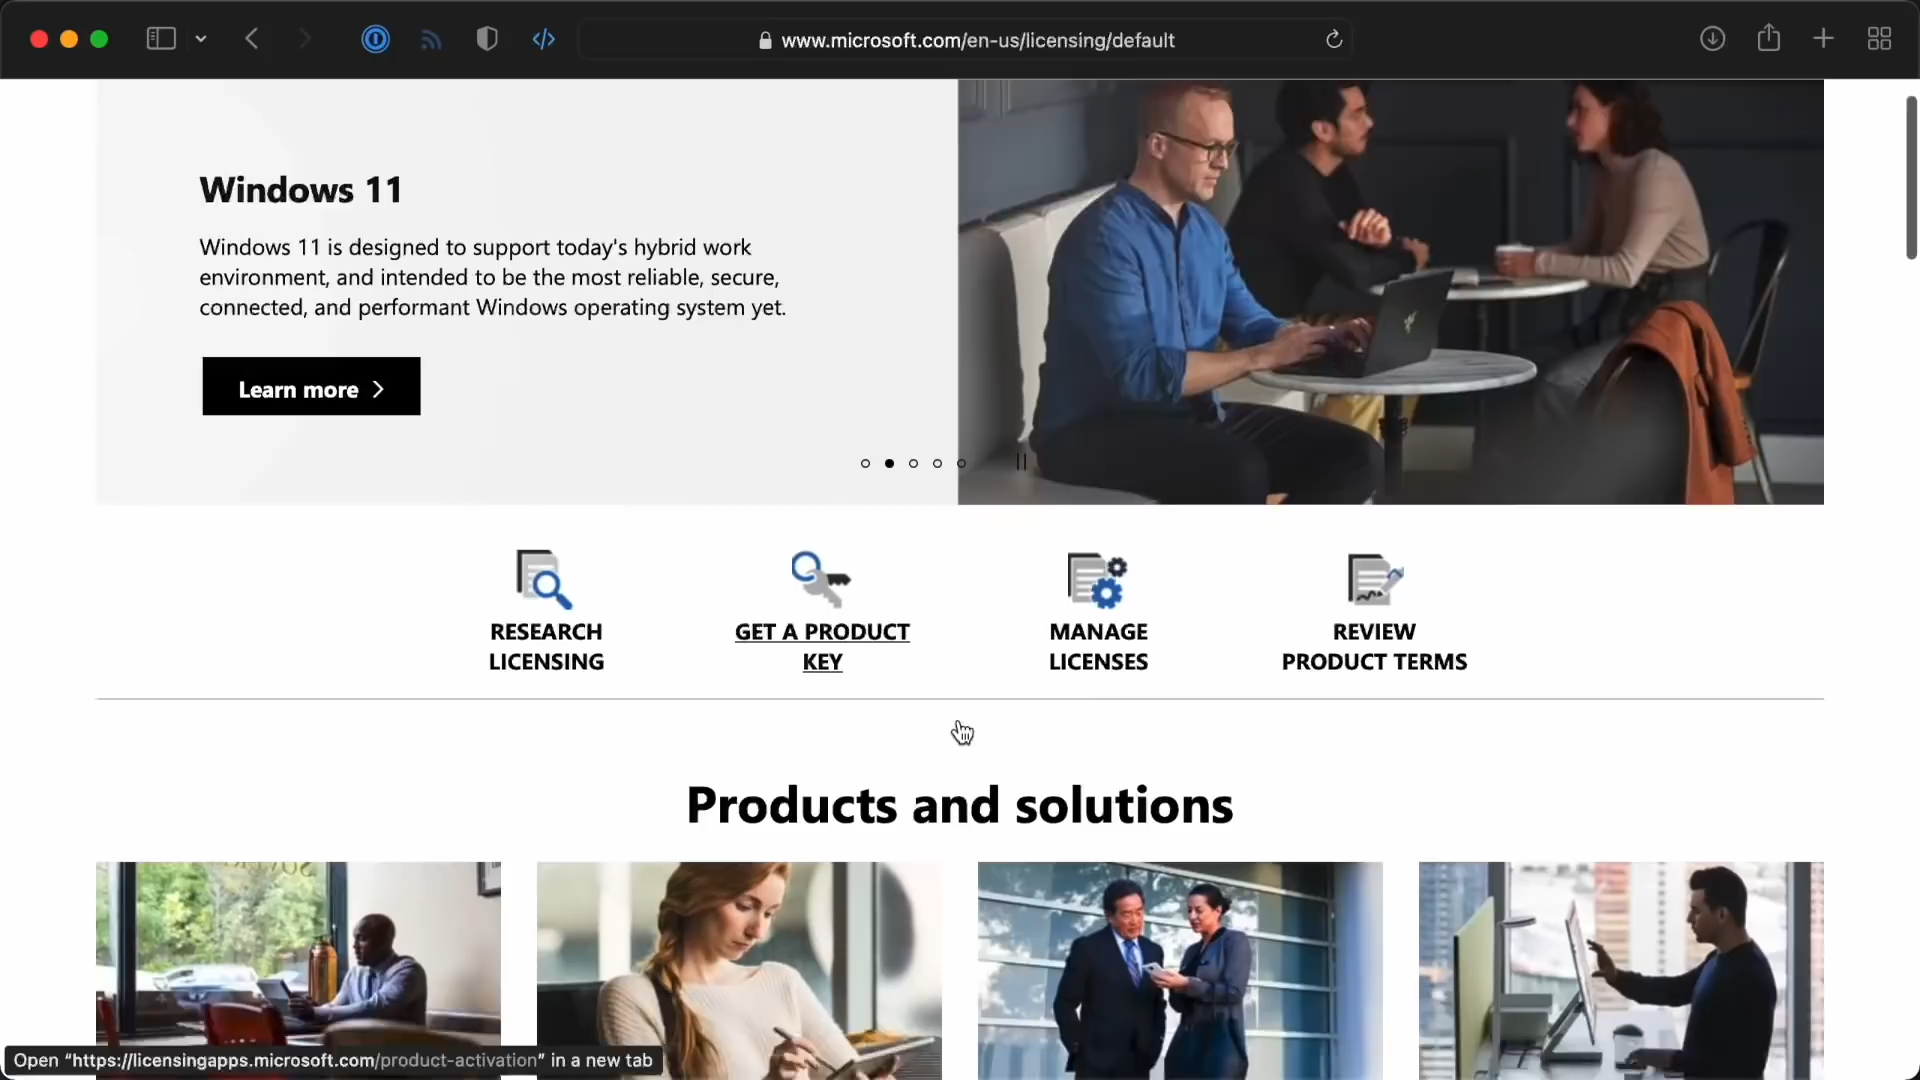 www.microsoft.com/en-us/licensing/default
Windows 11
Windows 11 is designed to support today's hybrid work
environment, and intended to be the most reliable, secure,
connected, and performant Windows operating system yet.
Learn more
RESEARCH
LICENSING
GET A PRODUCT
KEY
MANAGE
LICENSES
REVIEW
PRODUCT TERMS
Products and solutions
Open “https://licensingapps.microsoft.com/product-activation” in a new tab